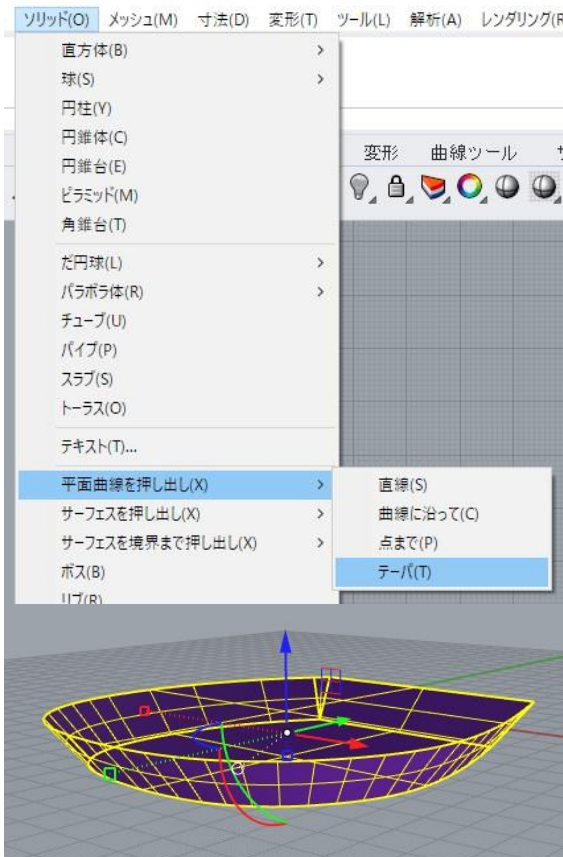 ソリッド(O) メッシュ(M) 寸法(D) 変形(T) ツール(L) 解析(A) レンダリング(R
直方体(B)
球(S)
円柱(Y)
円錐体(C)
円錐台(E)
ピラミッド(M)
角錐台(T)
だ円球(L)
パラボラ体(R)
チューブ(U)
パイプ(P)
スラブ(S)
トーラス(O)
テキスト(T)...
平面曲線を押し出し(X)
サーフェスを押し出し(X)
サーフェスを境界まで押し出し(X)
ボス(B)
リブ(R)
変形 曲線ツール
直線(S)
曲線に沿って(C)
点まで(P)
テーパ(T)